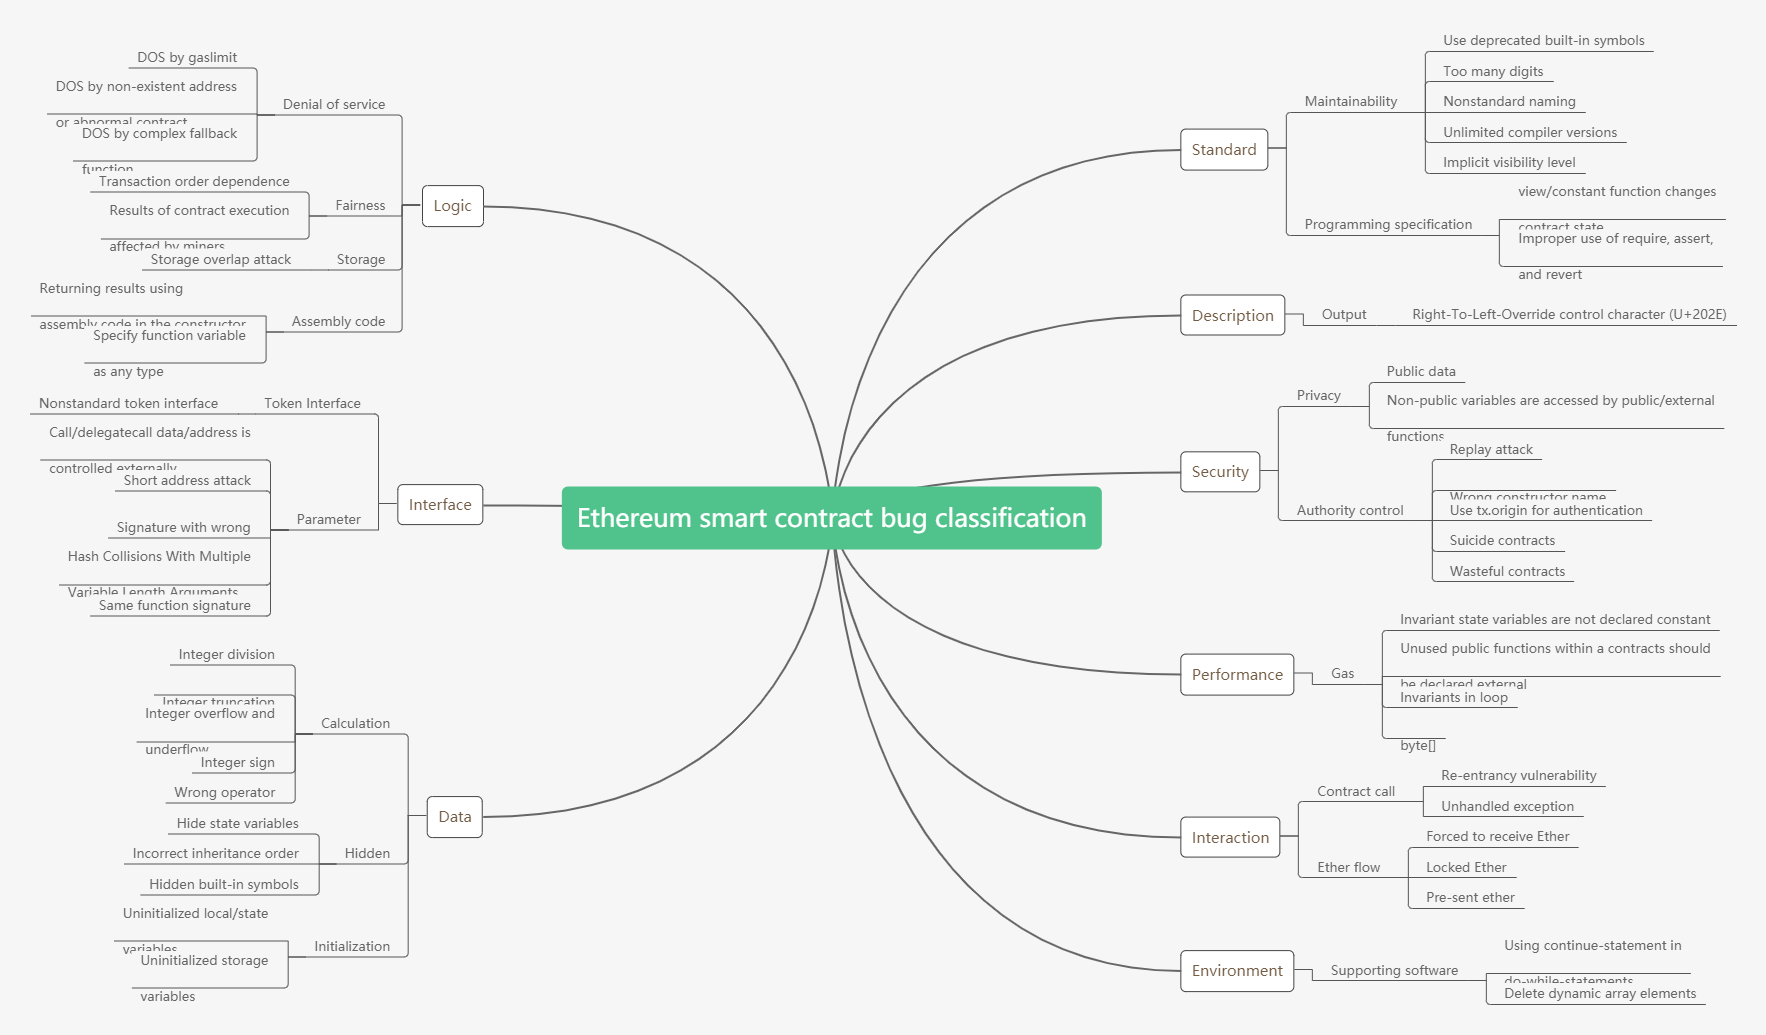 Ethereum smart contract bug classification
Logic
Denial of service
DOS by gaslimit
DOS by non-existent address
or abnormal contract
DOS by complex fallback
function
Fairness
Transaction order dependence
Results of contract execution
affected by miners
Storage
Storage overlap attack
Assembly code
Returning results using
assembly code in the constructor
Specify function variable
as any type
Interface
Token Interface
Nonstandard token interface
Parameter
Call/delegatecall data/address is
controlled externally
Short address attack
Signature with wrong
Hash Collisions With Multiple
Variable Length Arguments
Same function signature
Data
Calculation
Integer division
Integer truncation
Integer overflow and
underflow
Integer sign
Wrong operator
Hidden
Hide state variables
Incorrect inheritance order
Hidden built-in symbols
Initialization
Uninitialized local/state
variables
Uninitialized storage
variables
Standard
Maintainability
Use deprecated built-in symbols
Too many digits
Nonstandard naming
Unlimited compiler versions
Implicit visibility level
Programming specification
view/constant function changes
contract state
Improper use of require, assert,
and revert
Description
Output
Right-To-Left-Override control character (U+202E)
Security
Privacy
Public data
Non-public variables are accessed by public/external
functions
Authority control
Replay attack
Wrong constructor name
Use tx.origin for authentication
Suicide contracts
Wasteful contracts
Performance
Gas
Invariant state variables are not declared constant
Unused public functions within a contracts should
be declared external
Invariants in loop
byte[]
Interaction
Contract call
Re-entrancy vulnerability
Unhandled exception
Ether flow
Forced to receive Ether
Locked Ether
Pre-sent ether
Environment
Supporting software
Using continue-statement in
do-while-statements
Delete dynamic array elements